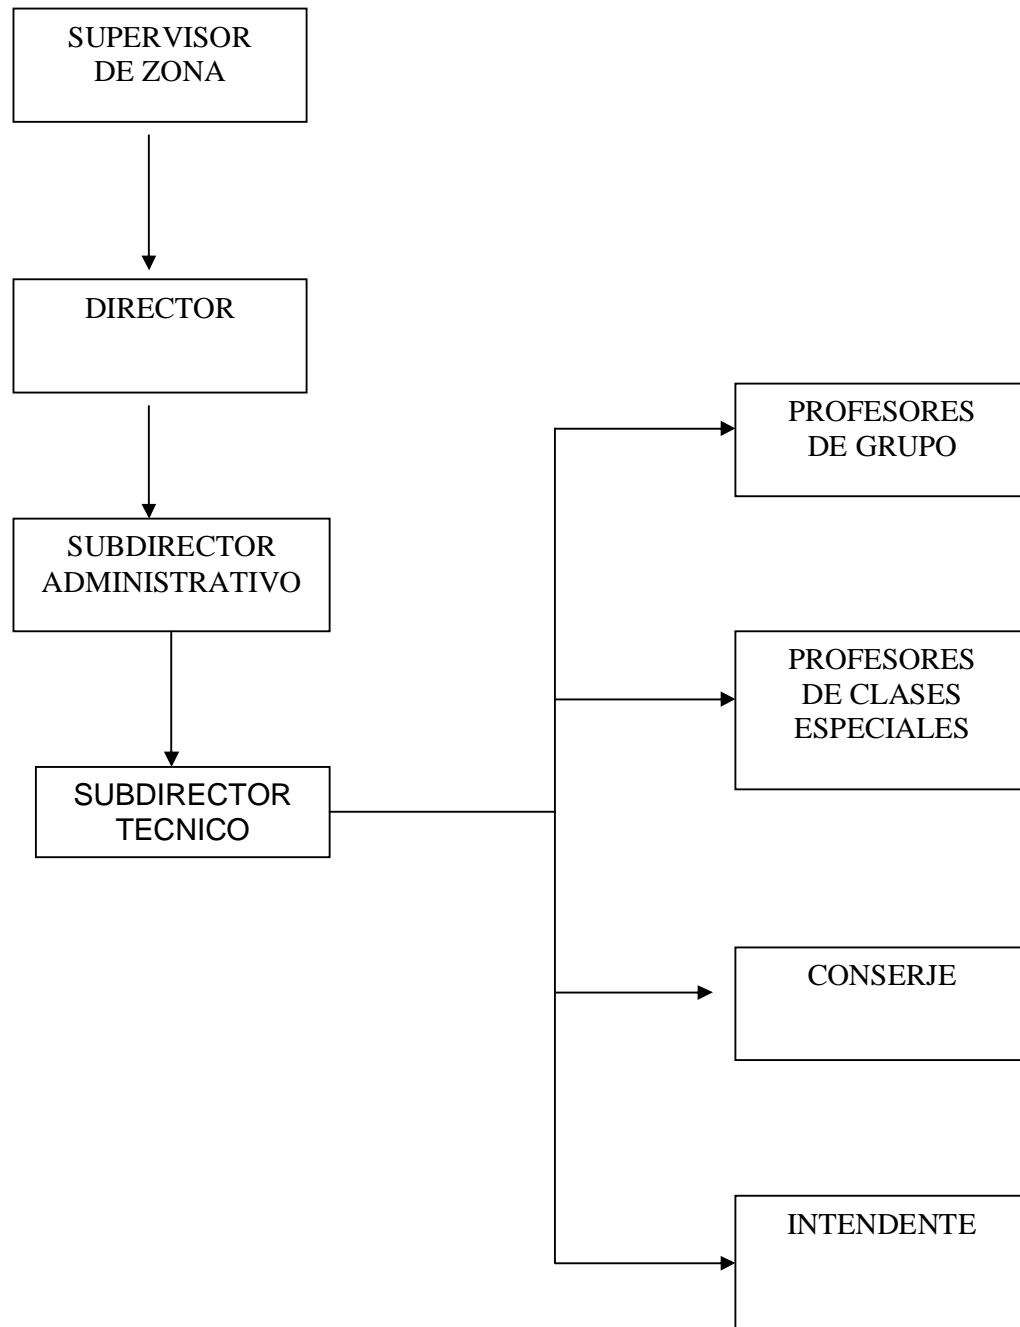 SUPERVISOR
DE ZONA
DIRECTOR
SUBDIRECTOR
ADMINISTRATIVO
SUBDIRECTOR
TECNICO
PROFESORES
DE GRUPO
PROFESORES
DE CLASES
ESPECIALES
CONSERJE
INTENDENTE